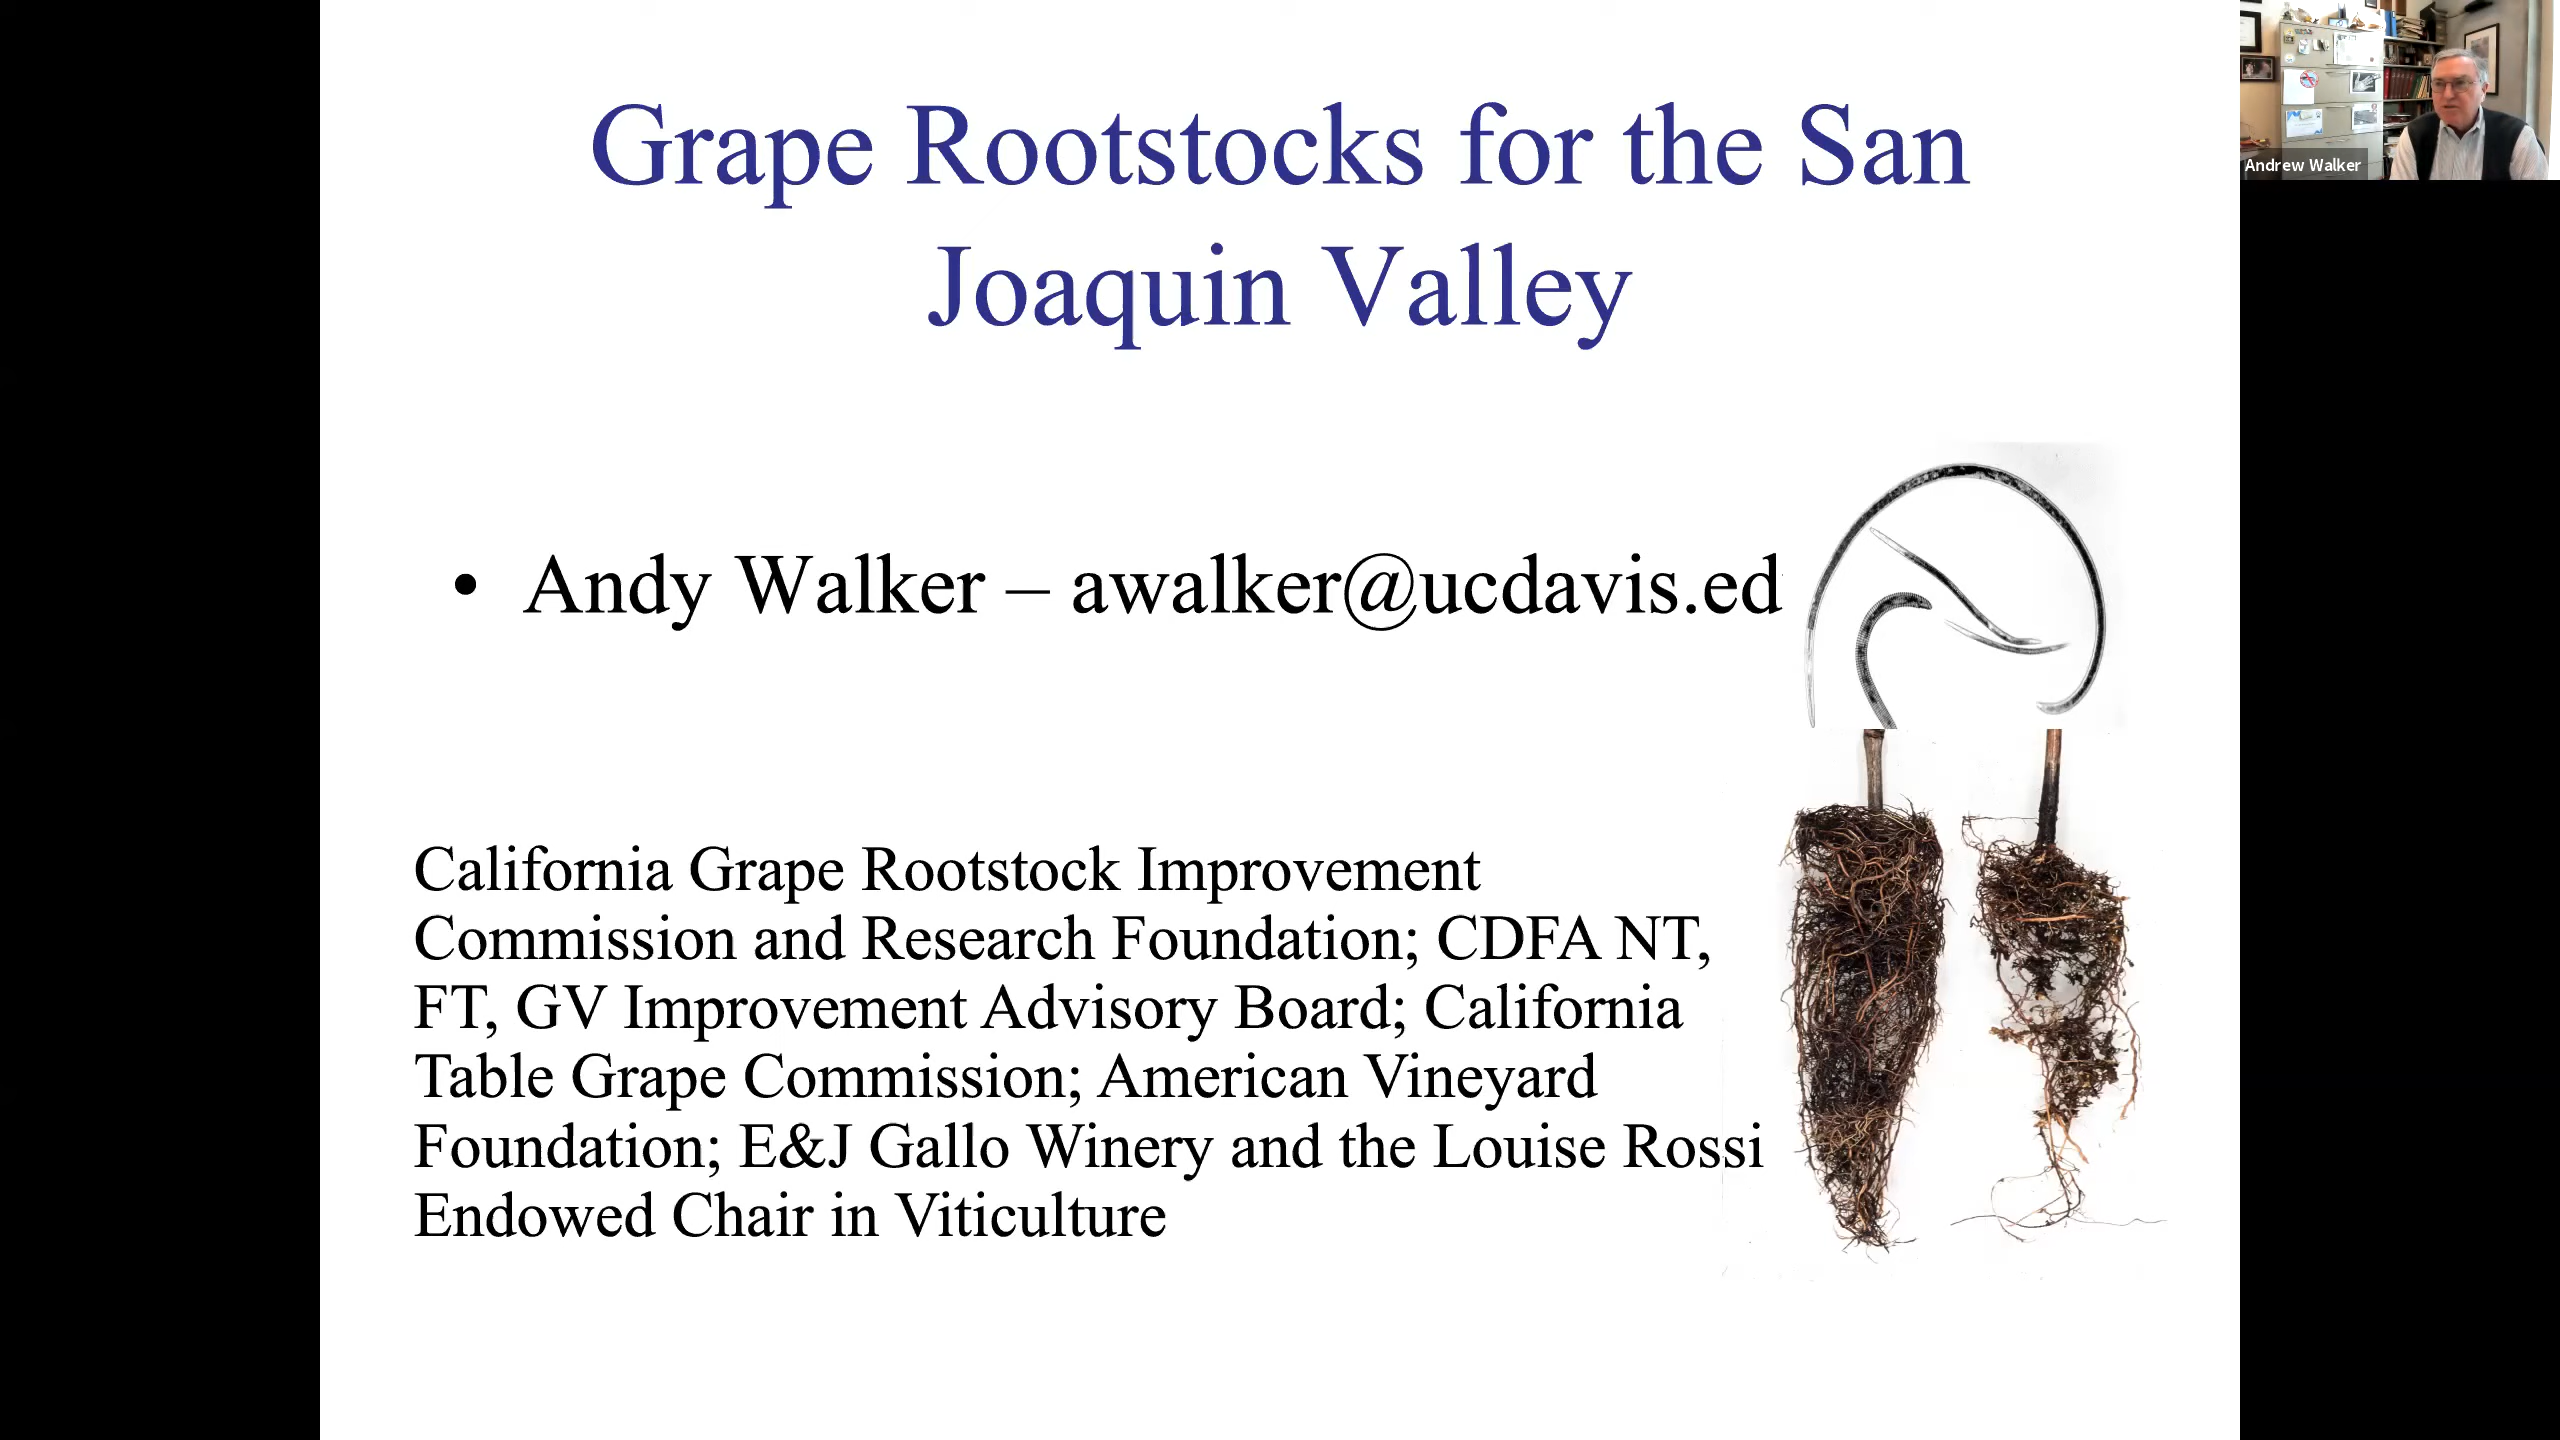 Grape Rootstocks for the San
Joaquin Valley
• Andy Walker – awalker@ucdavis.ed
California Grape Rootstock Improvement
Commission and Research Foundation; CDFA NT,
FT, GV Improvement Advisory Board; California
Table Grape Commission; American Vineyard
Foundation; E&J Gallo Winery and the Louise Rossi
Endowed Chair in Viticulture
Andrew Walker